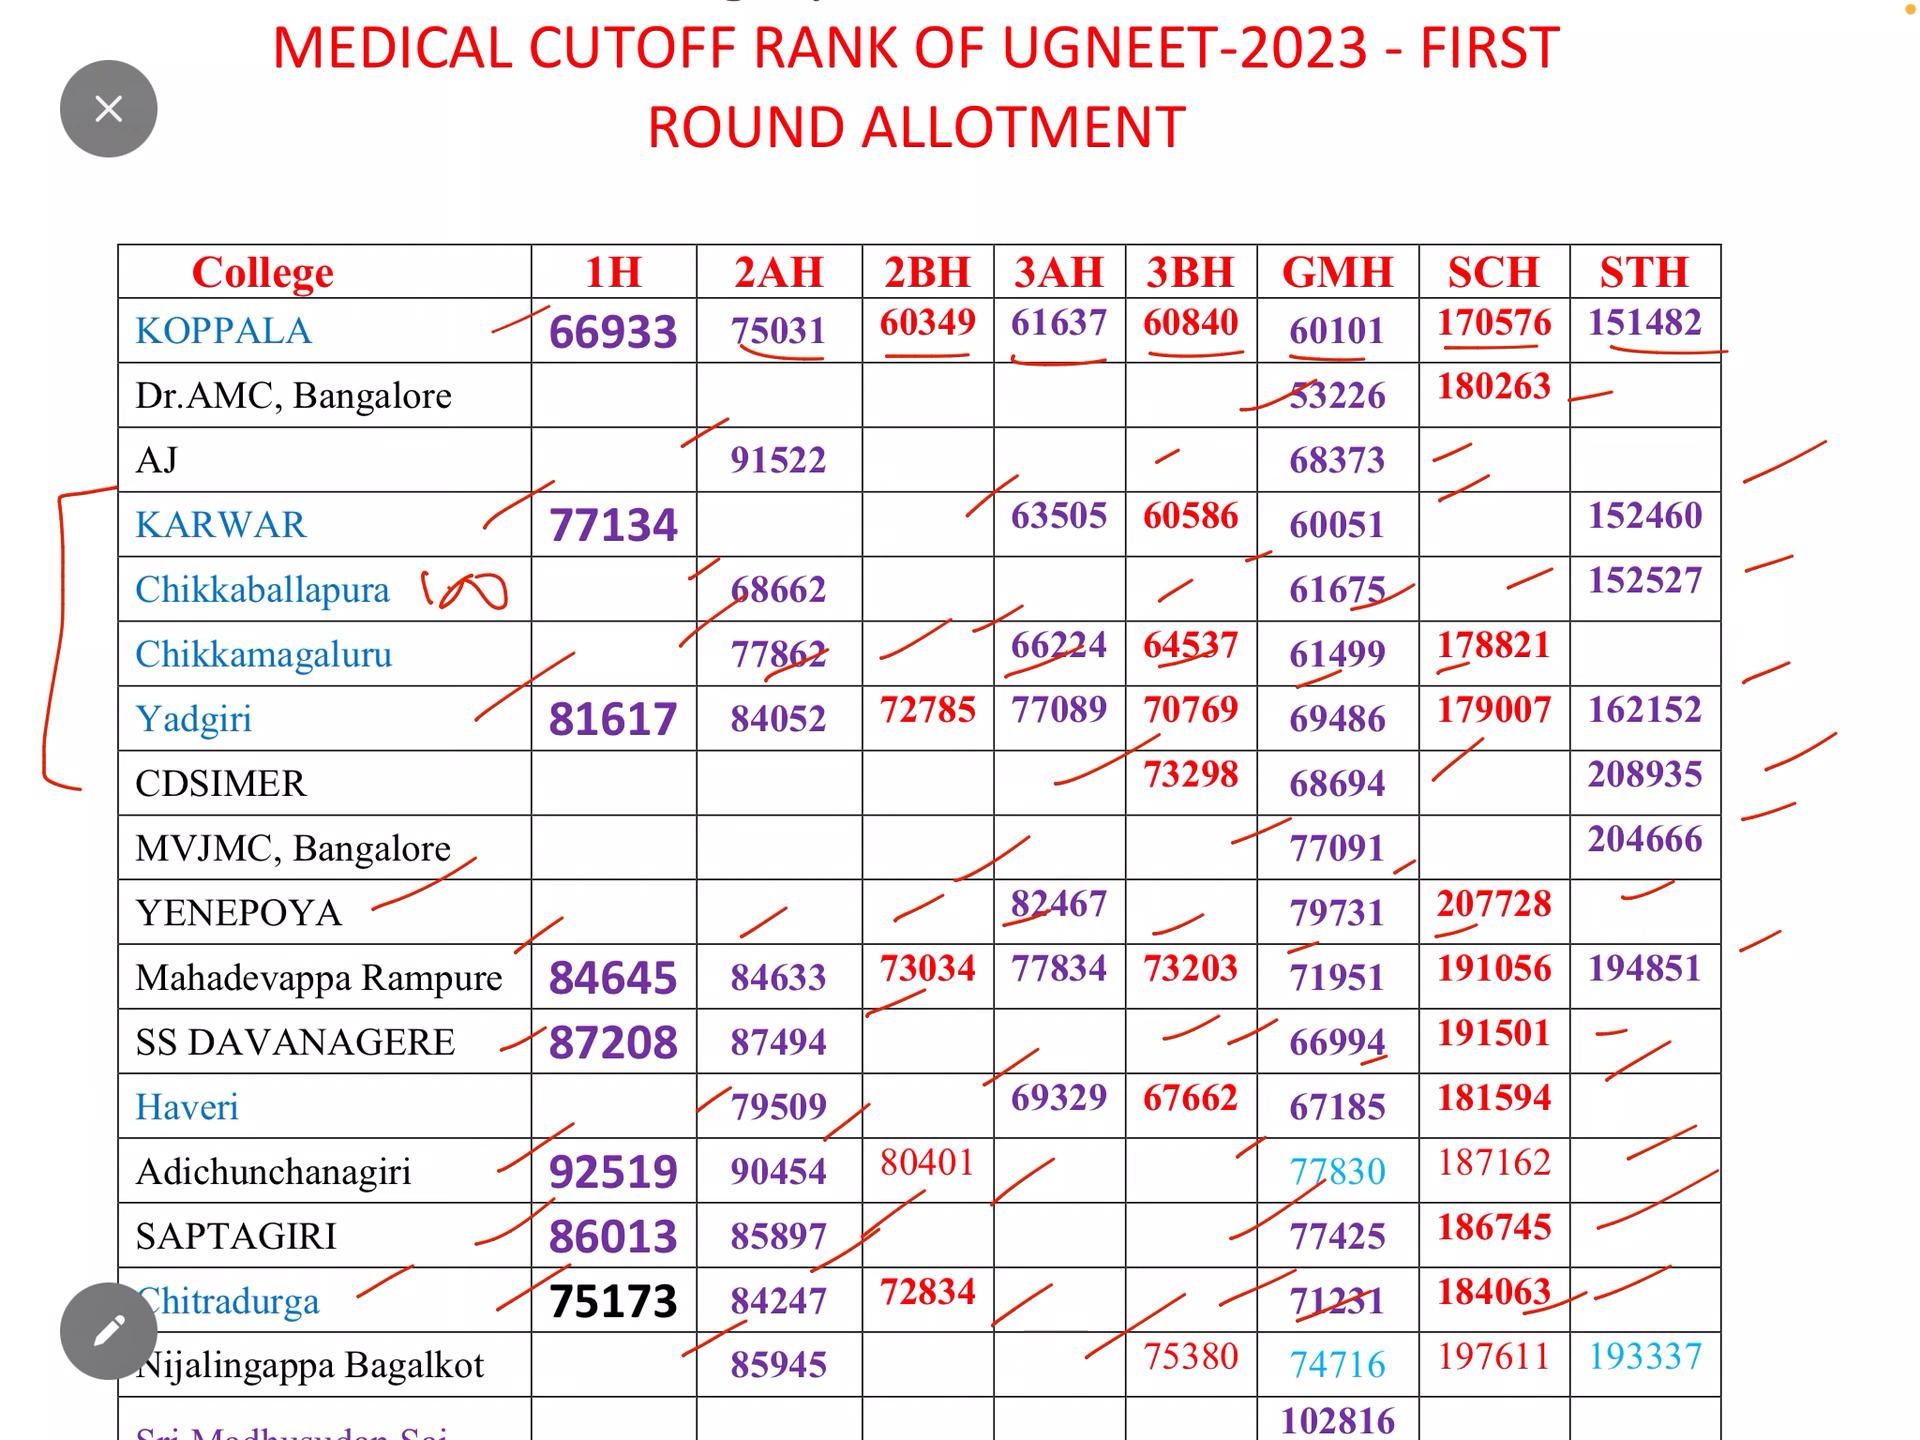 MEDICAL CUTOFF RANK OF UGNEET-2023 - FIRST
ROUND ALLOTMENT
College 1H 2AH 2BH 3AH 3BH GMH SCH STH
KOPPALA 66933 75031 60349 61637 60840 60101 170576 151482
Dr.AMC, Bangalore 53226 180263
AJ 91522 68373
KARWAR 77134 63505 60586 60051 152460
Chikkaballapura 100 68662 61675 152527
Chikkamagaluru 77862 66224 64537 61499 178821
Yadgiri 81617 84052 72785 77089 70769 69486 179007 162152
CDSIMER 73298 68694 208935
MVJMC, Bangalore 77091 204666
YENEPOYA 82467 79731 207728
Mahadevappa Rampure 84645 84633 73034 77834 73203 71951 191056 194851
SS DAVANAGERE 87208 87494 66994 191501
Haveri 79509 69329 67662 67185 181594
Adichunchanagiri 92519 90454 80401 77830 187162
SAPTAGIRI 86013 85897 77425 186745
Chitradurga 75173 84247 72834 71231 184063
Nijalingappa Bagalkot 85945 75380 74716 197611 193337
Sri Madhusudan Sai 102816